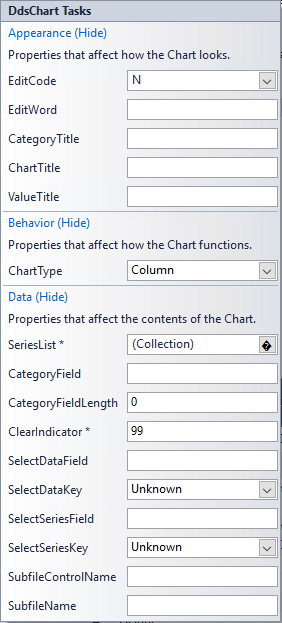 DdsChart Tasks
Appearance (Hide)
Properties that affect how the Chart looks.
EditCode N
EditWord
CategoryTitle
ChartTitle
ValueTitle
Behavior (Hide)
Properties that affect how the Chart functions.
ChartType Column
Data (Hide)
Properties that affect the contents of the Chart.
SeriesList * (Collection) �
CategoryField
CategoryFieldLength 0
ClearIndicator * 99
SelectDataField
SelectDataKey Unknown
SelectSeriesField
SelectSeriesKey Unknown
SubfileControlName
SubfileName